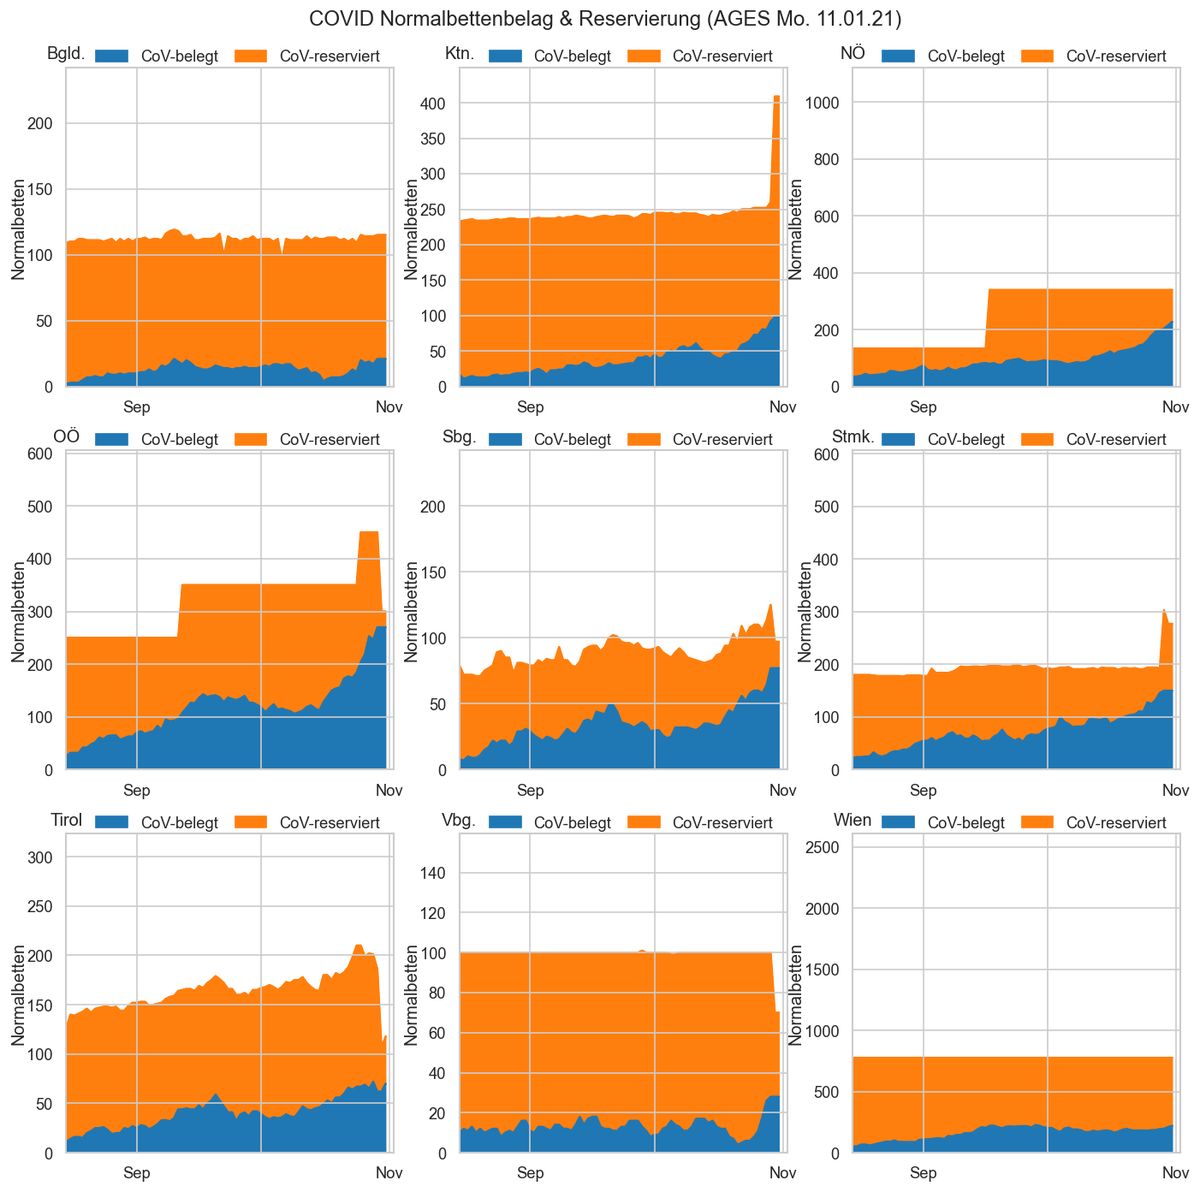 COVID Normalbettenbelag & Reservierung (AGES Mo. 11.01.21)
Bgld. CoV-belegt CoV-reserviert
Normalbetten
200
150
100
50
0
Sep Nov
Ktn. CoV-belegt CoV-reserviert
Normalbetten
400
350
300
250
200
150
100
50
0
Sep Nov
NÖ CoV-belegt CoV-reserviert
Normalbetten
1000
800
600
400
200
0
Sep Nov
OÖ CoV-belegt CoV-reserviert
Normalbetten
600
500
400
300
200
100
0
Sep Nov
Sbg. CoV-belegt CoV-reserviert
Normalbetten
200
150
100
50
0
Sep Nov
Stmk. CoV-belegt CoV-reserviert
Normalbetten
600
500
400
300
200
100
0
Sep Nov
Tirol CoV-belegt CoV-reserviert
Normalbetten
300
250
200
150
100
50
0
Sep Nov
Vbg. CoV-belegt CoV-reserviert
Normalbetten
140
120
100
80
60
40
20
0
Sep Nov
Wien CoV-belegt CoV-reserviert
Normalbetten
2500
2000
1500
1000
500
0
Sep Nov